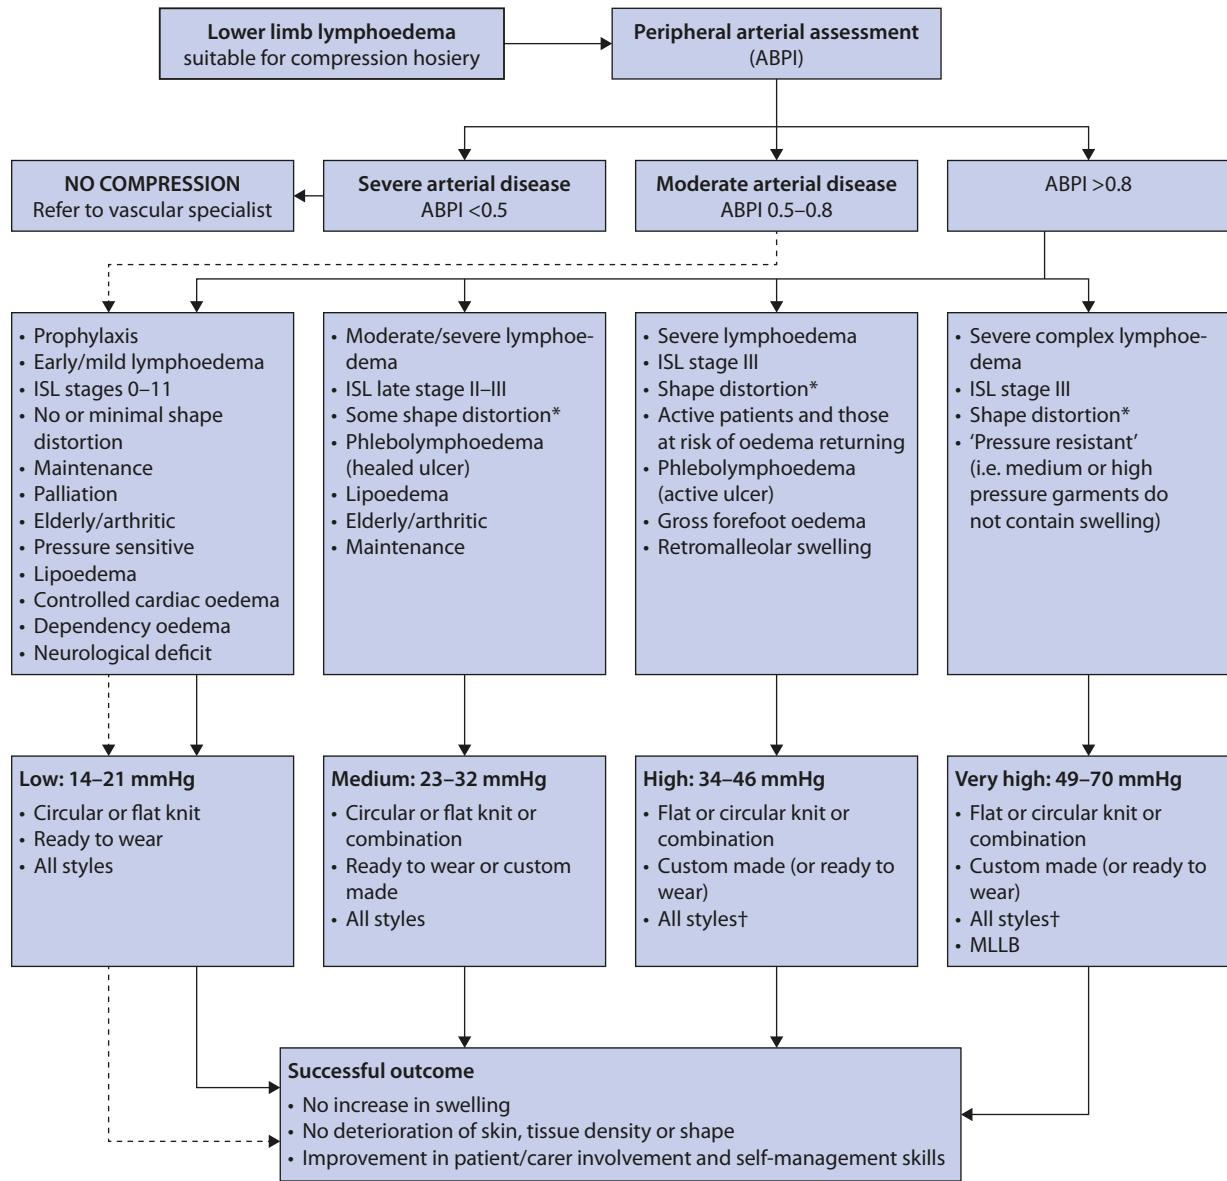 Lower limb lymphoedema
suitable for compression hosiery
Peripheral arterial assessment
(ABPI)
NO COMPRESSION
Refer to vascular specialist
Severe arterial disease
ABPI <0.5
Moderate arterial disease
ABPI 0.5–0.8
ABPI >0.8
• Prophylaxis
• Early/mild lymphoedema
• ISL stages 0–11
• No or minimal shape
distortion
• Maintenance
• Palliation
• Elderly/arthritic
• Pressure sensitive
• Lipoedema
• Controlled cardiac oedema
• Dependency oedema
• Neurological deficit
• Moderate/severe lymphoe-
dema
• ISL late stage II–III
• Some shape distortion*
• Phlebolymphoedema
(healed ulcer)
• Lipoedema
• Elderly/arthritic
• Maintenance
• Severe lymphoedema
• ISL stage III
• Shape distortion*
• Active patients and those
at risk of oedema returning
• Phlebolymphoedema
(active ulcer)
• Gross forefoot oedema
• Retromalleolar swelling
• Severe complex lymphoe-
dema
• ISL stage III
• Shape distortion*
• ‘Pressure resistant’
(i.e. medium or high
pressure garments do
not contain swelling)
Low: 14–21 mmHg
• Circular or flat knit
• Ready to wear
• All styles
Medium: 23–32 mmHg
• Circular or flat knit or
combination
• Ready to wear or custom
made
• All styles
High: 34–46 mmHg
• Flat or circular knit or
combination
• Custom made (or ready to
wear)
• All styles†
Very high: 49–70 mmHg
• Flat or circular knit or
combination
• Custom made (or ready to
wear)
• All styles†
• MLLB
Successful outcome
• No increase in swelling
• No deterioration of skin, tissue density or shape
• Improvement in patient/carer involvement and self-management skills